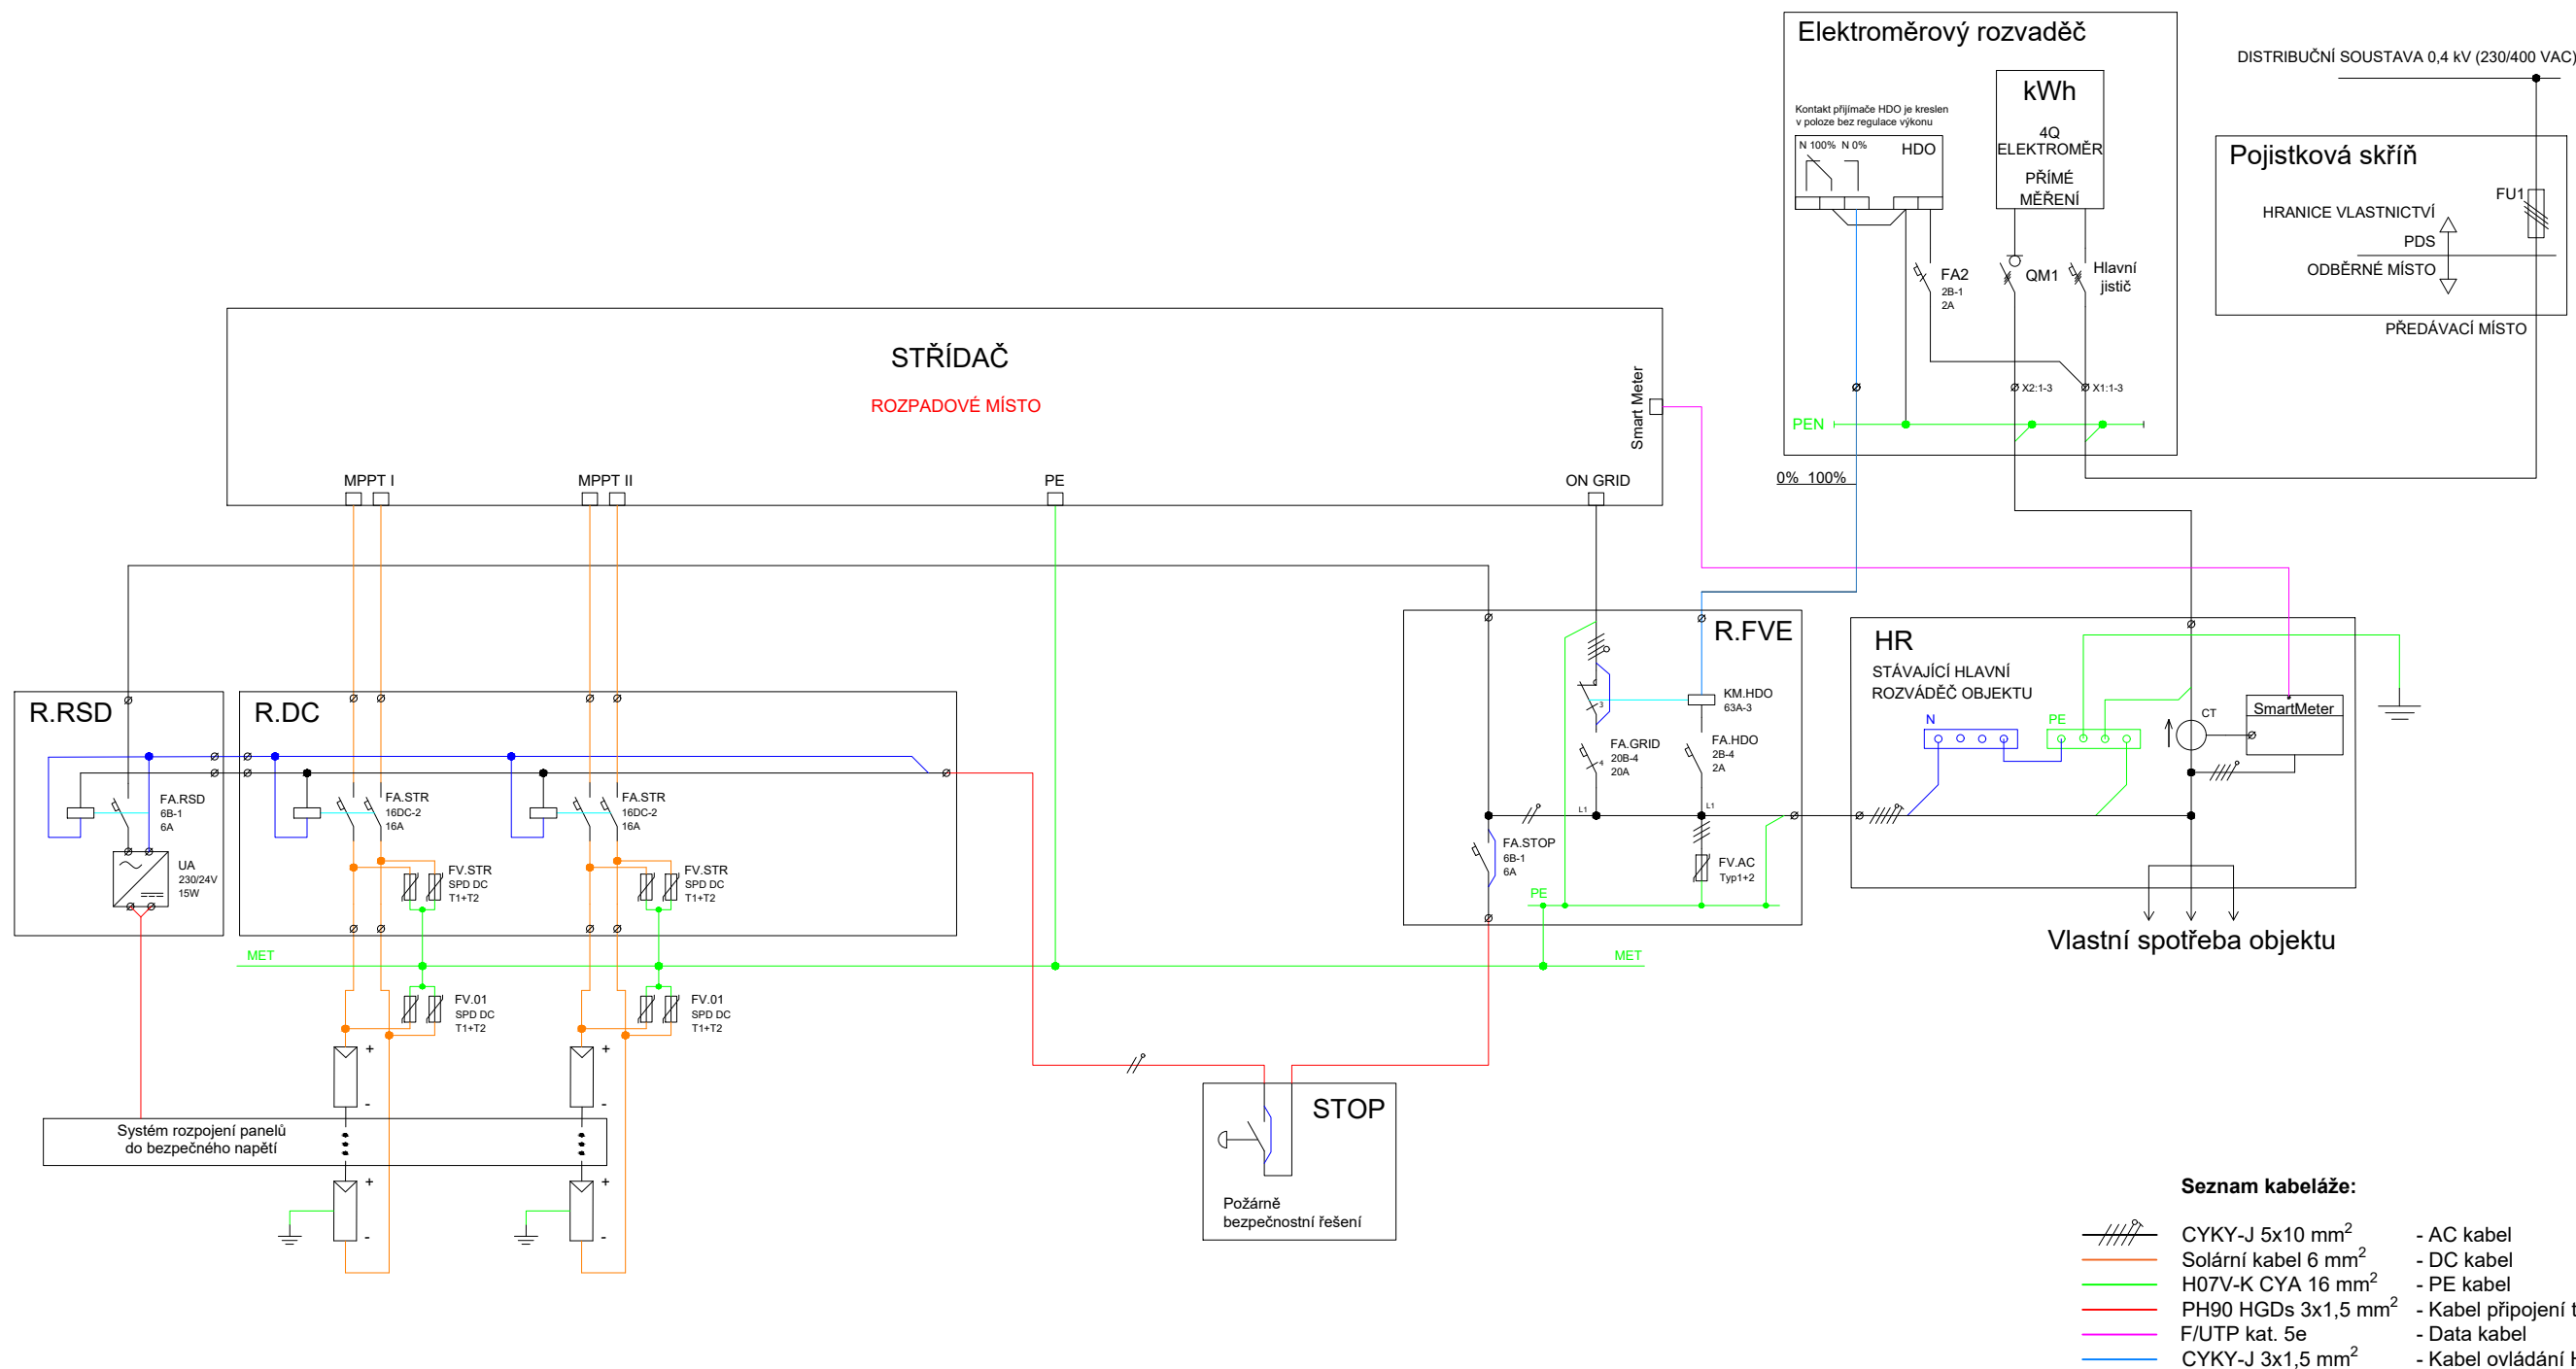 Elektroměrový rozvaděč
DISTRIBUČNÍ SOUSTAVA 0,4 kV (230/400 VAC)
kWh
4Q
ELEKTROMĚR
PŘÍMÉ
MĚŘENÍ
Kontakt přijímače HDO je kreslen
v poloze bez regulace výkonu
N 100% N 0%
HDO
Pojistková skříň
FU1
HRANICE VLASTNICTVÍ
PDS
ODBĚRNÉ MÍSTO
PŘEDÁVACÍ MÍSTO
FA2
2B-1
2A
QM1
Hlavní
jistič
X2:1-3
X1:1-3
PEN
0% 100%
STŘÍDAČ
ROZPADOVÉ MÍSTO
Smart Meter
MPPT I
MPPT II
PE
ON GRID
R.RSD
FA.RSD
6B-1
6A
UA
230/24V
15W
R.DC
FA.STR
16DC-2
16A
FA.STR
16DC-2
16A
FV.STR
SPD DC
T1+T2
FV.STR
SPD DC
T1+T2
R.FVE
3
KM.HDO
63A-3
FA.GRID
20B-4
20A
4
FA.HDO
2B-4
2A
L1
L1
FA.STOP
6B-1
6A
FV.AC
Typ1+2
PE
HR
STÁVAJÍCÍ HLAVNÍ
ROZVÁDĚČ OBJEKTU
N
PE
CT
SmartMeter
Vlastní spotřeba objektu
MET
MET
FV.01
SPD DC
T1+T2
FV.01
SPD DC
T1+T2
+
-
+
-
Systém rozpojení panelů
do bezpečného napětí
+
-
+
-
STOP
Požárně
bezpečnostní řešení
Seznam kabeláže:
CYKY-J 5x10 mm² - AC kabel
Solární kabel 6 mm² - DC kabel
H07V-K CYA 16 mm² - PE kabel
PH90 HGDs 3x1,5 mm² - Kabel připojení t
F/UTP kat. 5e - Data kabel
CYKY-J 3x1,5 mm² - Kabel ovládání